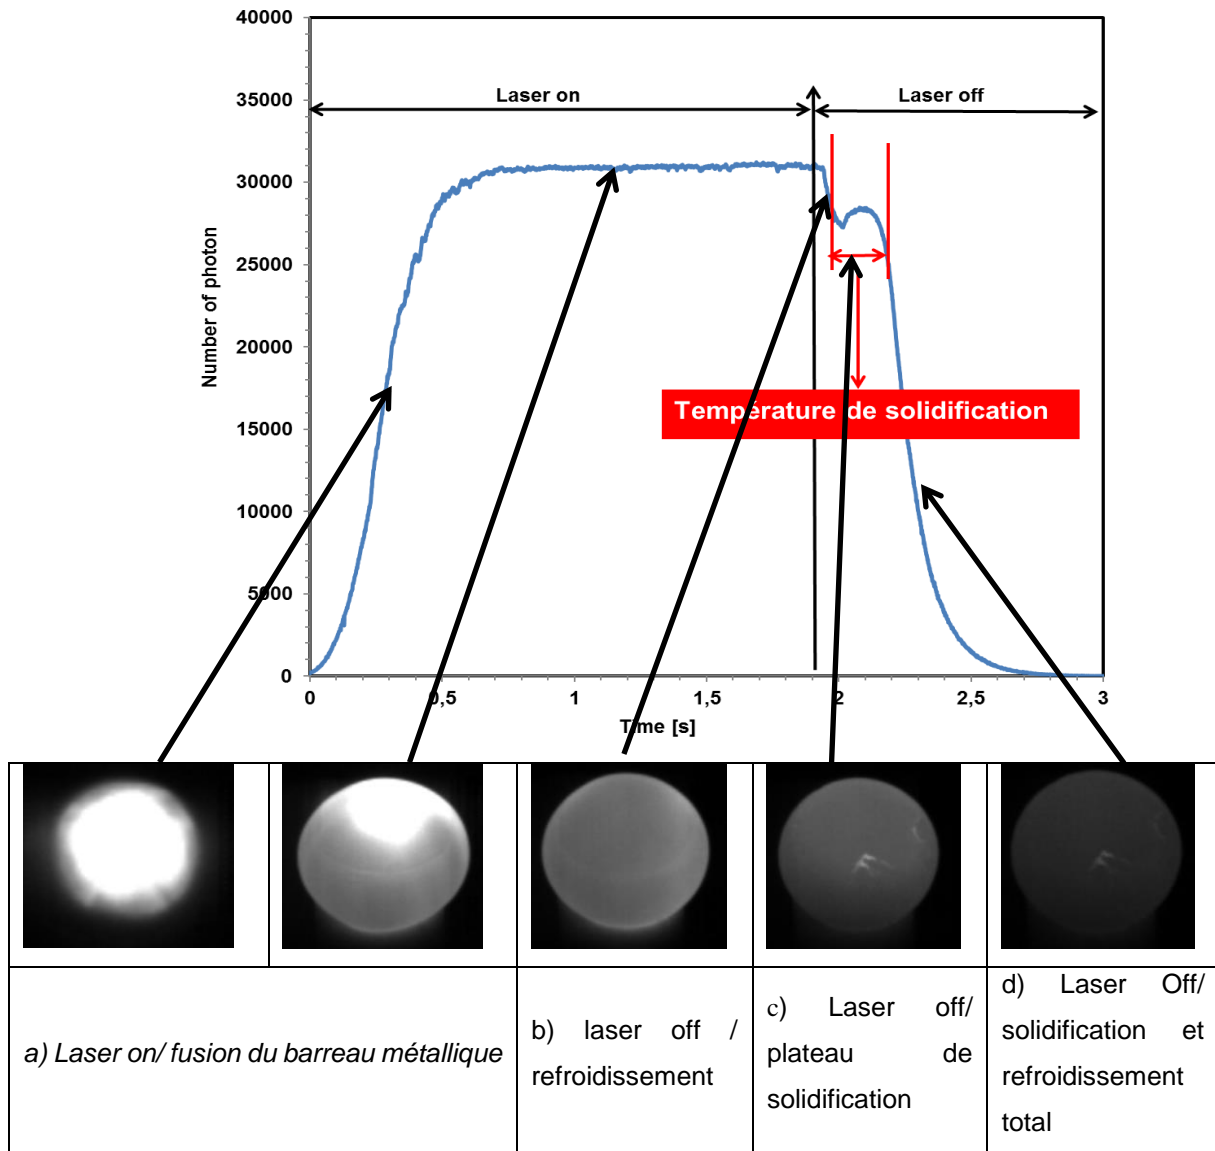 40000
35000
30000
25000
20000
15000
10000
5000
0
Number of photon
Laser on
Laser off
Température de solidification
0
0,5
1
1,5
2
2,5
3
Time [s]
a) Laser on/ fusion du barreau métallique
b) laser off /
refroidissement
c) Laser off/
plateau de
solidification
d) Laser Off/
solidification et
refroidissement
total